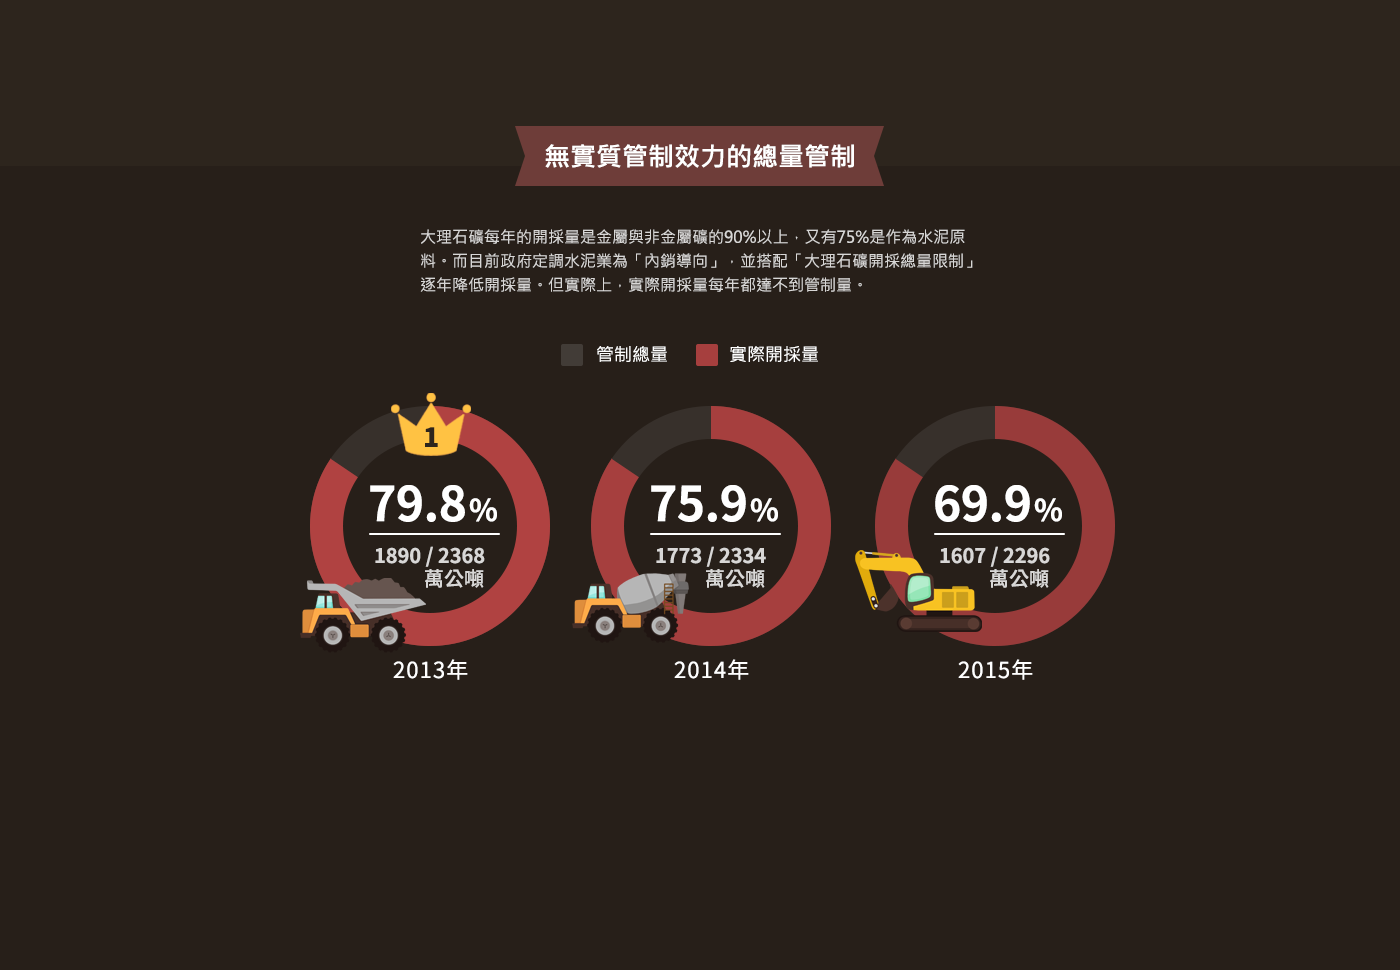 無實質管制效力的總量管制
大理石礦每年的開採量是金屬與非金屬礦的90%以上，又有75%是作為水泥原
料。而目前政府定調水泥業為「內銷導向」，並搭配「大理石礦開採總量限制」
逐年降低開採量。但實際上，實際開採量每年都達不到管制量。
管制總量 實際開採量
1
79.8%
1890 / 2368
萬公噸
2013年
75.9%
1773 / 2334
萬公噸
2014年
69.9%
1607 / 2296
萬公噸
2015年